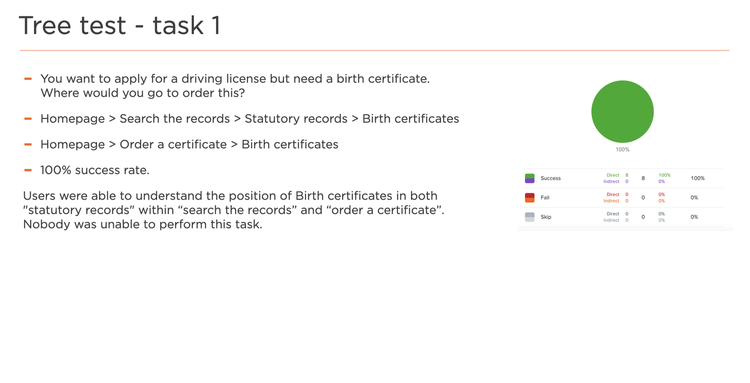 Tree test - task 1
You want to apply for a driving license but need a birth certificate.
Where would you go to order this?
Homepage > Search the records > Statutory records > Birth certificates
Homepage > Order a certificate > Birth certificates
100% success rate.
Users were able to understand the position of Birth certificates in both
"statutory records" within “search the records” and “order a certificate”.
Nobody was unable to perform this task.
100%
Success Direct 8 8 100% 100%
Indirect 0 0%
Fail Direct 0 0 0% 0%
Indirect 0 0%
Skip Direct 0 0 0% 0%
Indirect 0 0%